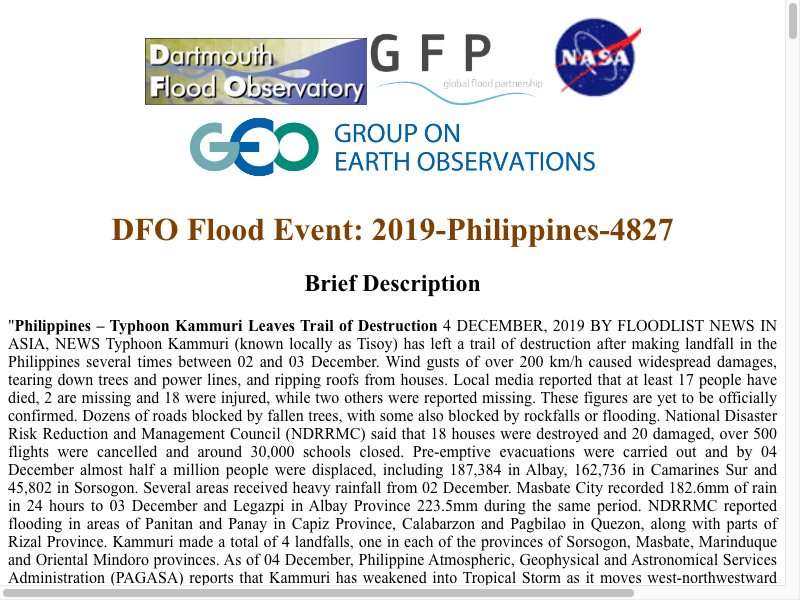 Dartmouth
Flood Observatory
GFP
global flood partnership
NASA
GEO
GROUP ON
EARTH OBSERVATIONS
DFO Flood Event: 2019-Philippines-4827
Brief Description
"Philippines – Typhoon Kammuri Leaves Trail of Destruction 4 DECEMBER, 2019 BY FLOODLIST NEWS IN
ASIA, NEWS Typhoon Kammuri (known locally as Tisoy) has left a trail of destruction after making landfall in the
Philippines several times between 02 and 03 December. Wind gusts of over 200 km/h caused widespread damages,
tearing down trees and power lines, and ripping roofs from houses. Local media reported that at least 17 people have
died, 2 are missing and 18 were injured, while two others were reported missing. These figures are yet to be officially
confirmed. Dozens of roads blocked by fallen trees, with some also blocked by rockfalls or flooding. National Disaster
Risk Reduction and Management Council (NDRRMC) said that 18 houses were destroyed and 20 damaged, over 500
flights were cancelled and around 30,000 schools closed. Pre-emptive evacuations were carried out and by 04
December almost half a million people were displaced, including 187,384 in Albay, 162,736 in Camarines Sur and
45,802 in Sorsogon. Several areas received heavy rainfall from 02 December. Masbate City recorded 182.6mm of rain
in 24 hours to 03 December and Legazpi in Albay Province 223.5mm during the same period. NDRRMC reported
flooding in areas of Panitan and Panay in Capiz Province, Calabarzon and Pagbilao in Quezon, along with parts of
Rizal Province. Kammuri made a total of 4 landfalls, one in each of the provinces of Sorsogon, Masbate, Marinduque
and Oriental Mindoro provinces. As of 04 December, Philippine Atmospheric, Geophysical and Astronomical Services
Administration (PAGASA) reports that Kammuri has weakened into Tropical Storm as it moves west-northwestward